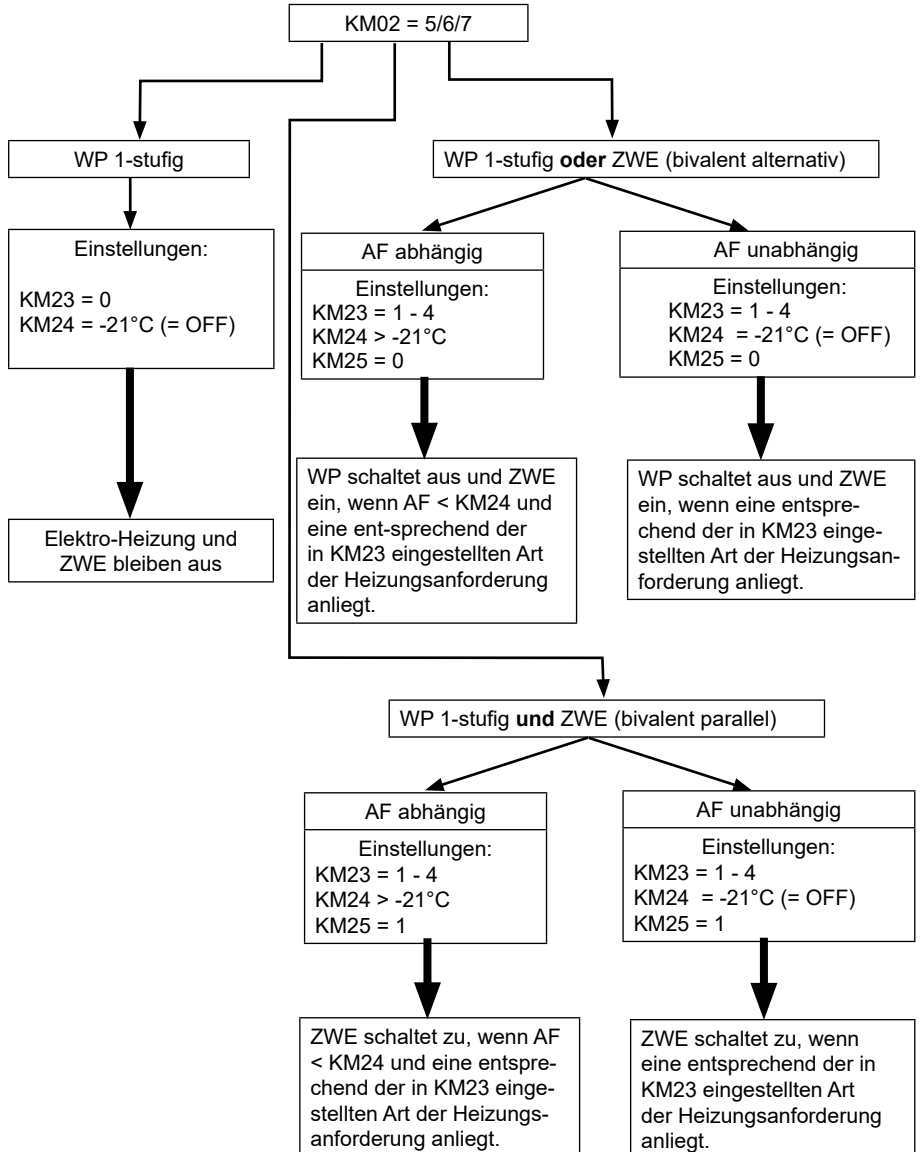 KM02 = 5/6/7
WP 1-stufig
Einstellungen:
KM23 = 0
KM24 = -21°C (= OFF)
Elektro-Heizung und
ZWE bleiben aus
WP 1-stufig oder ZWE (bivalent alternativ)
AF abhängig
Einstellungen:
KM23 = 1 - 4
KM24 > -21°C
KM25 = 0
WP schaltet aus und ZWE
ein, wenn AF < KM24 und
eine ent-sprechend der
in KM23 eingestellten Art
der Heizungsanforderung
anliegt.
AF unabhängig
Einstellungen:
KM23 = 1 - 4
KM24 = -21°C (= OFF)
KM25 = 0
WP schaltet aus und ZWE
ein, wenn eine entspre-
chend der in KM23 einge-
stellten Art der Heizungsan-
forderung anliegt.
WP 1-stufig und ZWE (bivalent parallel)
AF abhängig
Einstellungen:
KM23 = 1 - 4
KM24 > -21°C
KM25 = 1
ZWE schaltet zu, wenn AF
< KM24 und eine entspre-
chend der in KM23 einge-
stellten Art der Heizungs-
anforderung anliegt.
AF unabhängig
Einstellungen:
KM23 = 1 - 4
KM24 = -21°C (= OFF)
KM25 = 1
ZWE schaltet zu, wenn
eine entsprechend der in
KM23 eingestellten Art
der Heizungsanforderung
anliegt.